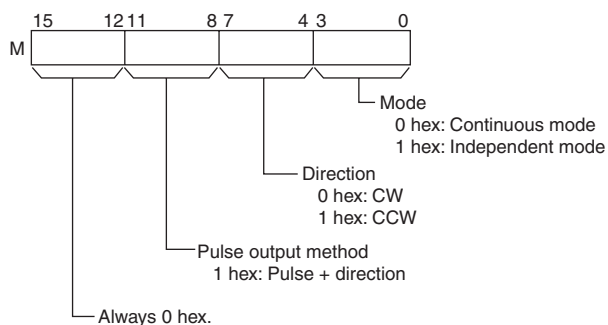 15 12 11 8 7 4 3 0
M
Mode
0 hex: Continuous mode
1 hex: Independent mode
Direction
0 hex: CW
1 hex: CCW
Pulse output method
1 hex: Pulse + direction
Always 0 hex.